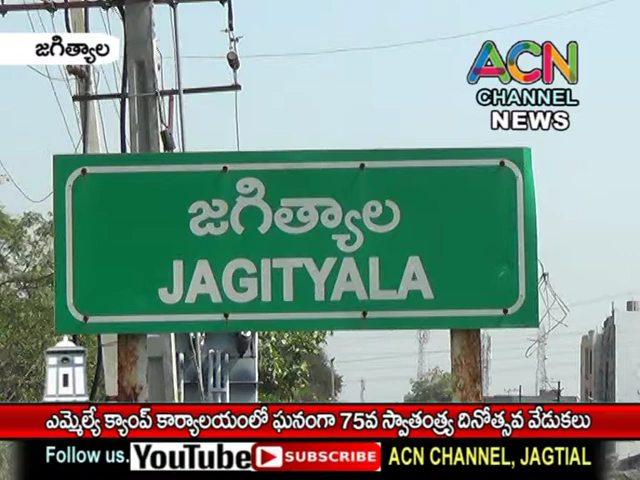 జగిత్యాల
ACN
CHANNEL
NEWS
జగిత్యాల
JAGITYALA
ఎమ్మెల్యే క్యాంప్ కార్యాలయంలో ఘనంగా 75వ స్వాతంత్ర్య దినోత్సవ వేడుకలు
Follow us. YouTube SUBSCRIBE ACN CHANNEL, JAGTIAL